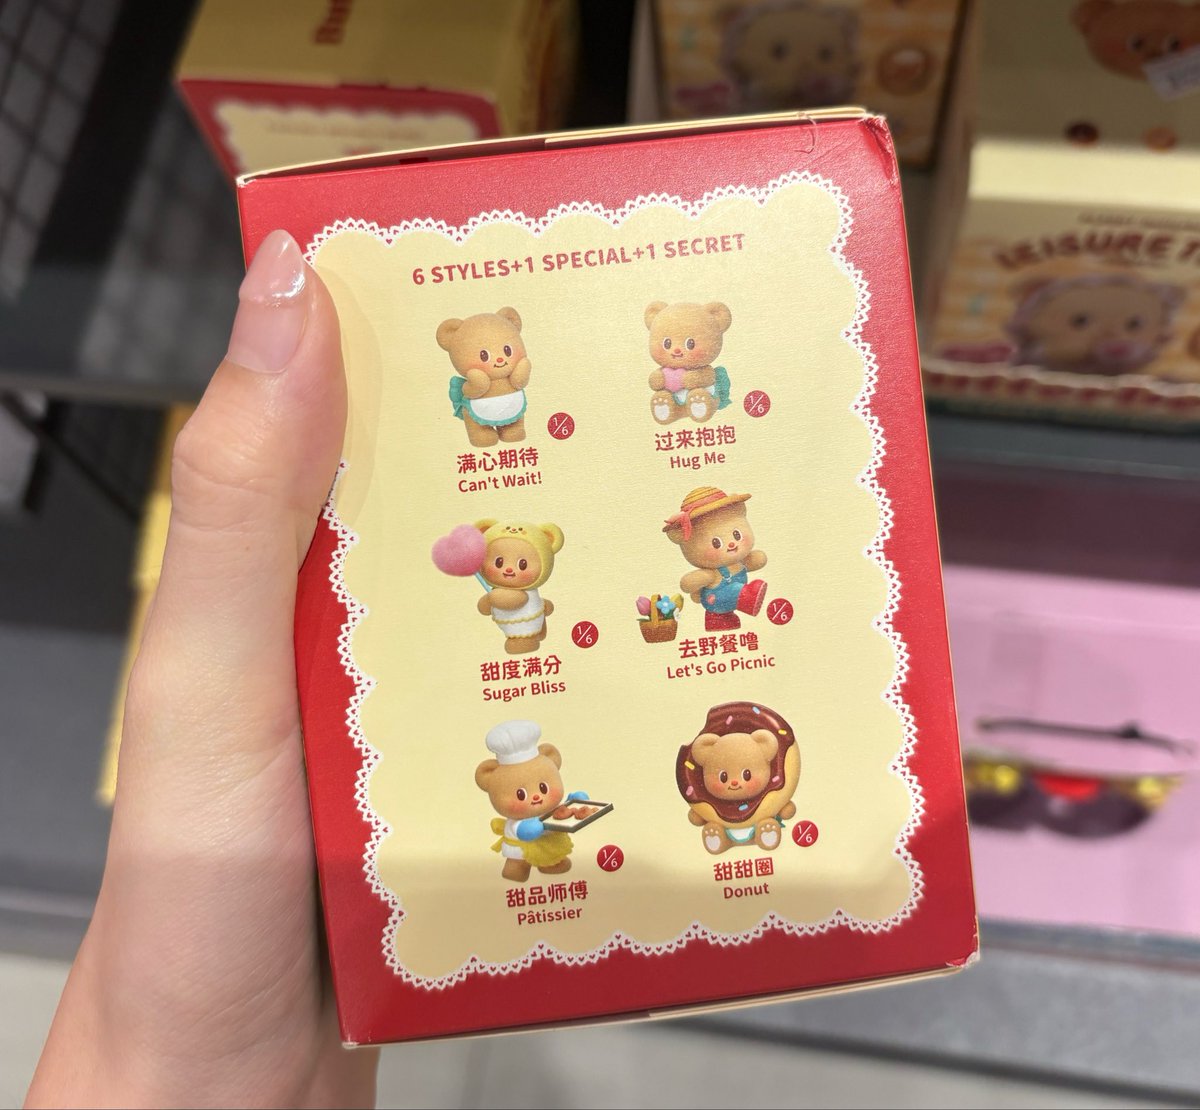 6 STYLES+1 SPECIAL+1 SECRET
1/6
满心期待
Can't Wait!
1/6
过来抱抱
Hug Me
1/6
甜度满分
Sugar Bliss
1/6
去野餐噜
Let's Go Picnic
1/6
甜品师傅
Pâtissier
1/6
甜甜圈
Donut
LEISURE